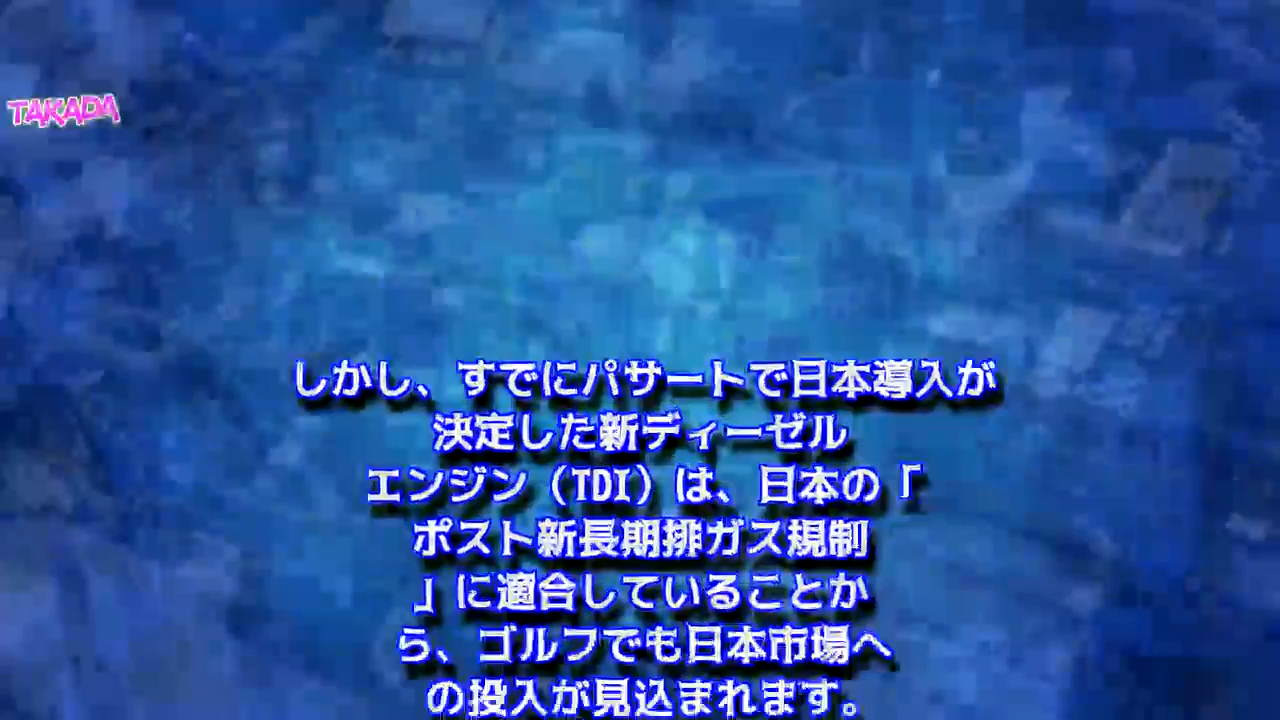 TAKADA
しかし、すでにパサートで日本導入が
決定した新ディーゼル
エンジン（TDI）は、日本の「
ポスト新長期排ガス規制
」に適合していることか
ら、ゴルフでも日本市場へ
の投入が見込まれます。